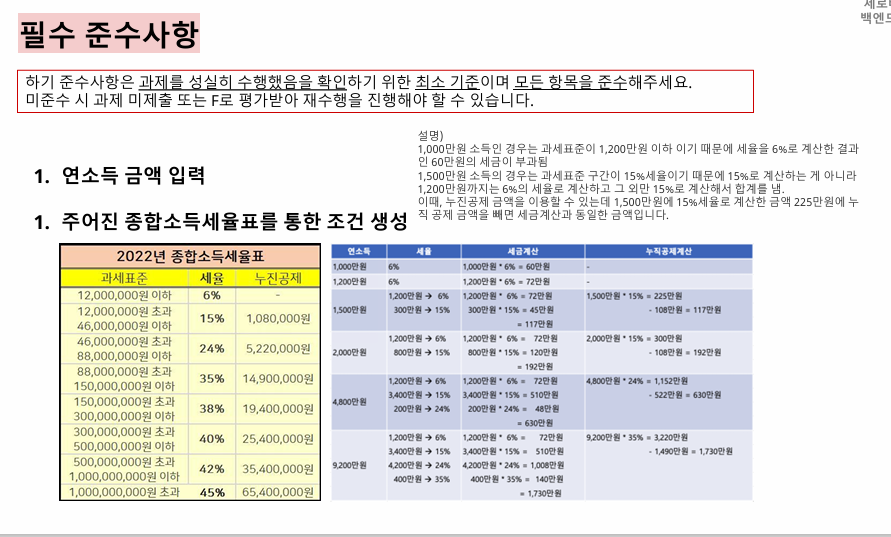 백엔드
필수 준수사항
하기 준수사항은 과제를 성실히 수행했음을 확인하기 위한 최소 기준이며 모든 항목을 준수해주세요.
미준수 시 과제 미제출 또는 F로 평가받아 재수행을 진행해야 할 수 있습니다.
설명)
1,000만원 소득인 경우는 과세표준이 1,200만원 이하 이기 때문에 세율을 6%로 계산한 결과
인 60만원의 세금이 부과됨
1,500만원 소득의 경우는 과세표준 구간이 15%세율이기 때문에 15%로 계산하는 게 아니라
1,200만원까지는 6%의 세율로 계산하고 그 외만 15%로 계산해서 합계를 냄.
이때, 누진공제 금액을 이용할 수 있는데 1,500만원에 15%세율로 계산한 금액 225만원에 누
직 공제 금액을 빼면 세금계산과 동일한 금액입니다.
1. 연소득 금액 입력
1. 주어진 종합소득세율표를 통한 조건 생성
2022년 종합소득세율표
과세표준 세율 누진공제
12,000,000원 이하 6% -
12,000,000원 초과
46,000,000원 이하 15% 1,080,000원
46,000,000원 초과
88,000,000원 이하 24% 5,220,000원
88,000,000원 초과
150,000,000원 이하 35% 14,900,000원
150,000,000원 초과
300,000,000원 이하 38% 19,400,000원
300,000,000원 초과
500,000,000원 이하 40% 25,400,000원
500,000,000원 초과
1,000,000,000원 이하 42% 35,400,000원
1,000,000,000원 초과 45% 65,400,000원
연소득 세율 세금계산 누직공제계산
1,000만원 6% 1,000만원 * 6% = 60만원 -
1,200만원 6% 1,200만원 * 6% = 72만원 -
1,500만원
1,200만원 → 6% 1,200만원 * 6% = 72만원 1,500만원 * 15% = 225만원
300만원 → 15% 300만원 * 15% = 45만원 - 108만원 = 117만원
= 117만원
2,000만원
1,200만원 → 6% 1,200만원 * 6% = 72만원 2,000만원 * 15% = 300만원
800만원 → 15% 800만원 * 15% = 120만원 - 108만원 = 192만원
= 192만원
4,800만원
1,200만원 → 6% 1,200만원 * 6% = 72만원 4,800만원 * 24% = 1,152만원
3,400만원 → 15% 3,400만원 * 15% = 510만원 - 522만원 = 630만원
200만원 → 24% 200만원 * 24% = 48만원
= 630만원
9,200만원
1,200만원 → 6% 1,200만원 * 6% = 72만원 9,200만원 * 35% = 3,220만원
3,400만원 → 15% 3,400만원 * 15% = 510만원 - 1,490만원 = 1,730만원
4,200만원 → 24% 4,200만원 * 24% = 1,008만원
400만원 → 35% 400만원 * 35% = 140만원
= 1,730만원